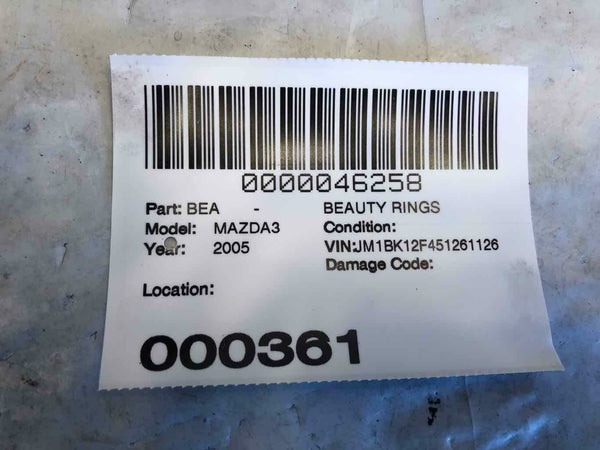 0000046258
Part: BEA - BEAUTY RINGS
Model: MAZDA3 Condition:
Year: 2005 VIN:JM1BK12F451261126
Damage Code:
Location:
000361